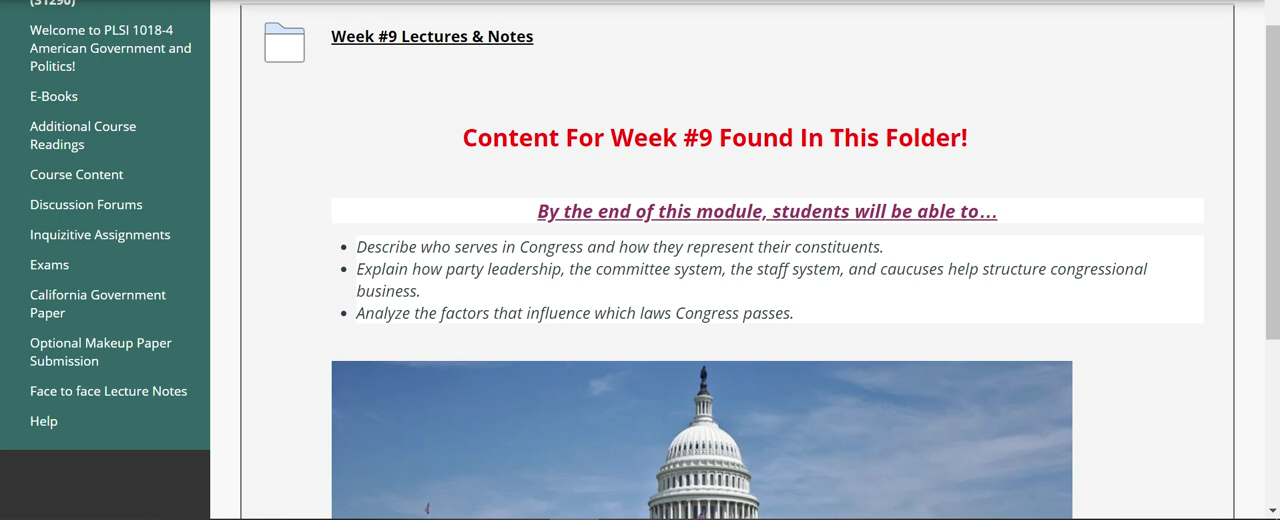 (31290)
Welcome to PLSI 1018-4
American Government and
Politics!
E-Books
Additional Course
Readings
Course Content
Discussion Forums
Inquizitive Assignments
Exams
California Government
Paper
Optional Makeup Paper
Submission
Face to face Lecture Notes
Help
Week #9 Lectures & Notes
Content For Week #9 Found In This Folder!
By the end of this module, students will be able to…
Describe who serves in Congress and how they represent their constituents.
Explain how party leadership, the committee system, the staff system, and caucuses help structure congressional
business.
Analyze the factors that influence which laws Congress passes.